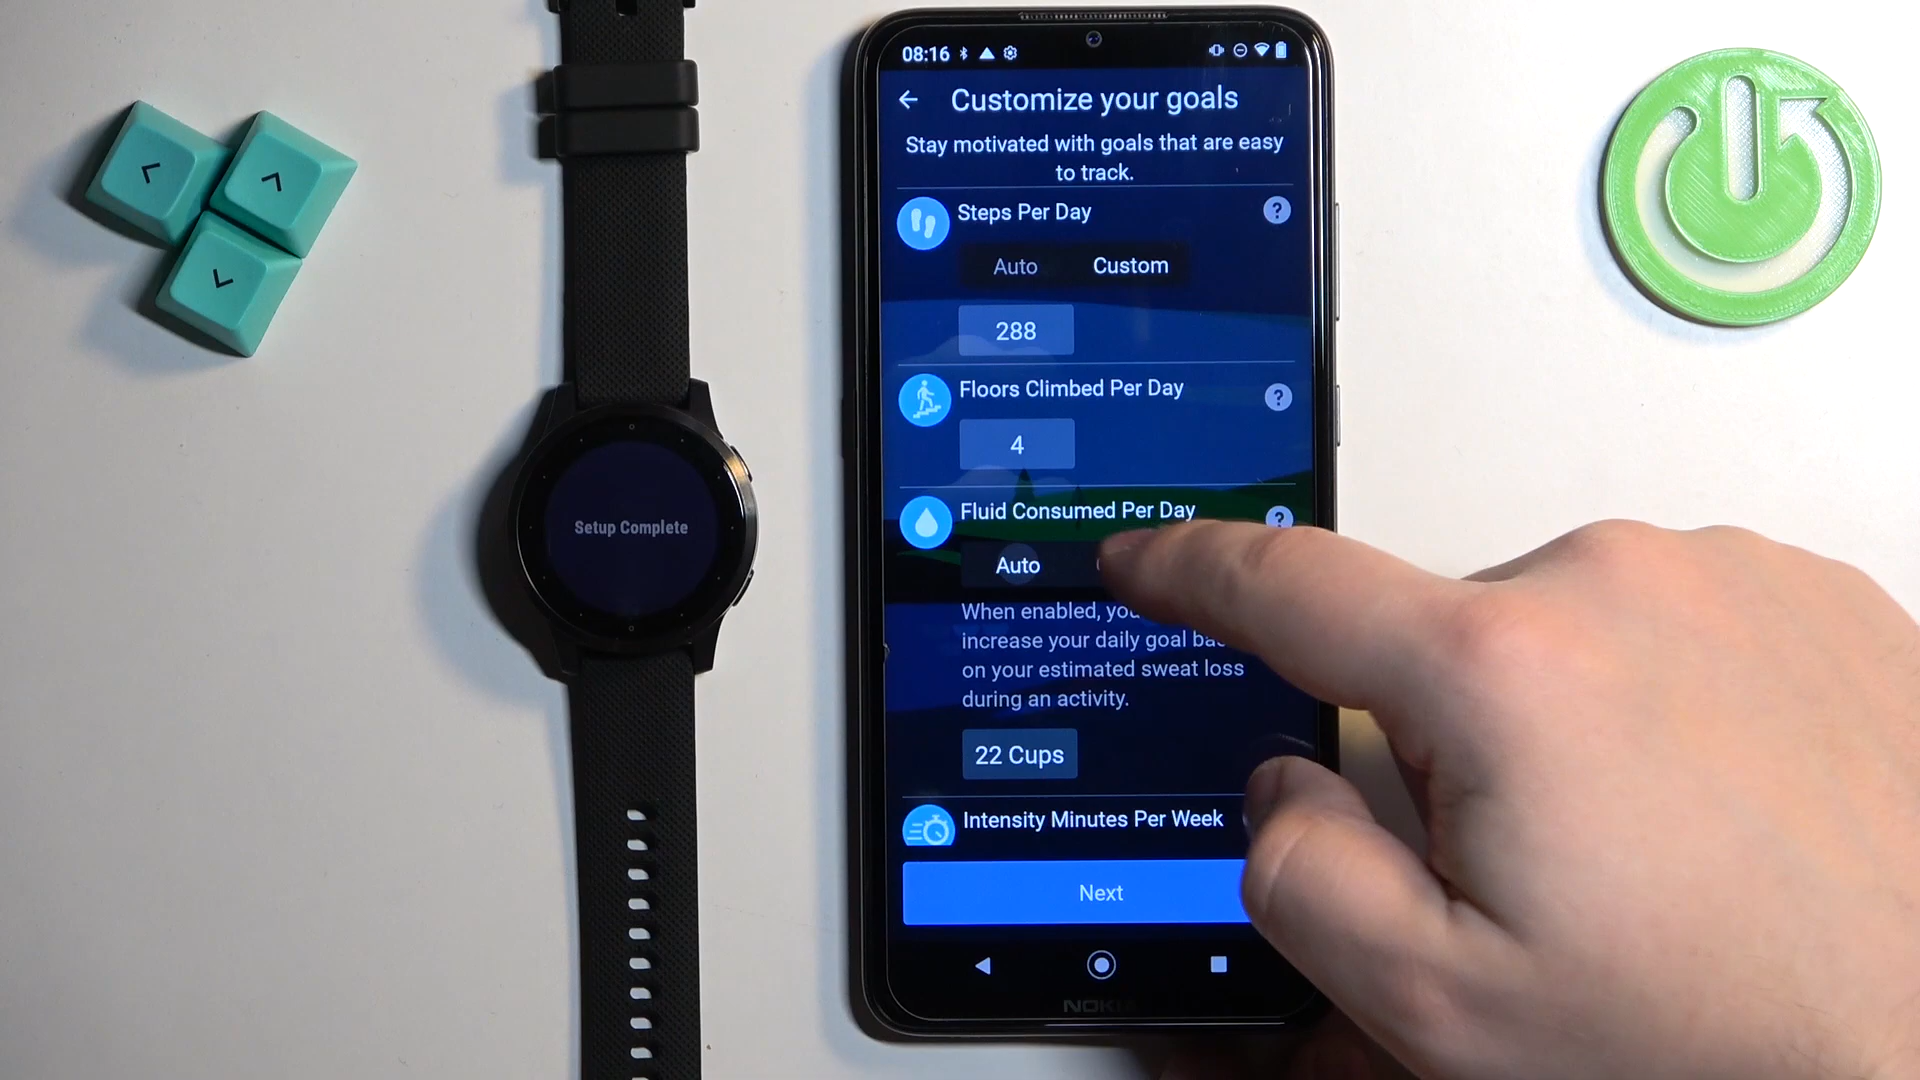 08:16
Customize your goals
Stay motivated with goals that are easy
to track.
Steps Per Day
?
Auto Custom
288
Floors Climbed Per Day
?
4
Fluid Consumed Per Day
?
Auto
When enabled, you
increase your daily goal
on your estimated sweat loss
during an activity.
22 Cups
Intensity Minutes Per Week
Next
NOKIA
Setup Complete